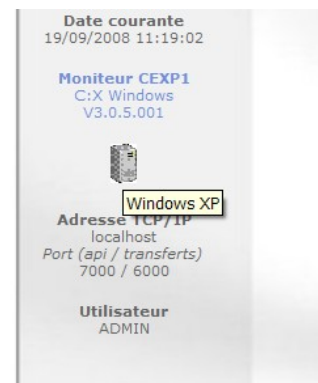 Date courante
19/09/2008 11:19:02
Moniteur CEXP1
C:X Windows
V3.0.5.001
Windows XP
Adresse TCP/IP
localhost
Port (api / transferts)
7000 / 6000
Utilisateur
ADMIN